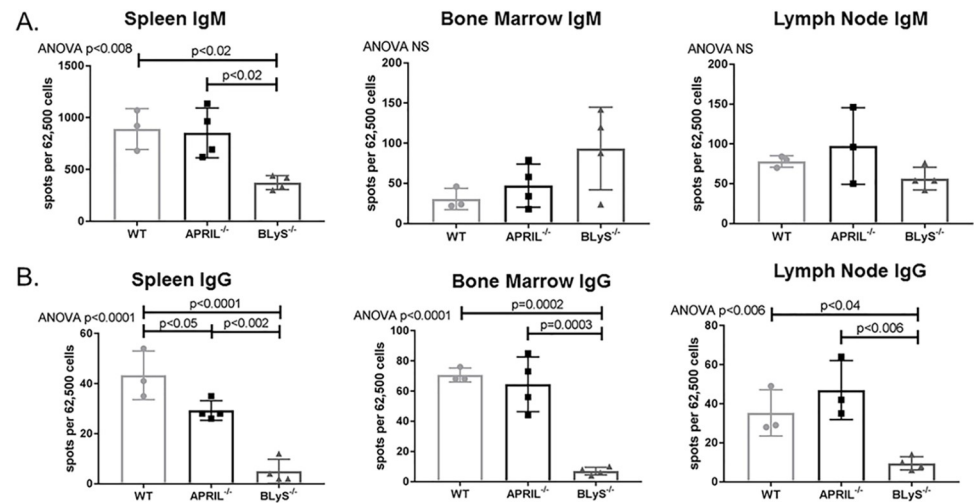 A.
Spleen IgM
ANOVA p<0.008
p<0.02
p<0.02
spots per 62,500 cells
1500
1000
500
0
WT
APRIL-/-
BLyS-/-
Bone Marrow IgM
ANOVA NS
spots per 62,500 cells
200
150
100
50
0
WT
APRIL-/-
BLyS-/-
Lymph Node IgM
ANOVA NS
spots per 62,500 cells
200
150
100
50
0
WT
APRIL-/-
BLyS-/-
B.
Spleen IgG
p<0.0001
ANOVA p<0.0001
p<0.05
p<0.002
spots per 62,500 cells
60
40
20
0
WT
APRIL-/-
BLyS-/-
Bone Marrow IgG
p=0.0002
ANOVA p<0.0001
p=0.0003
spots per 62,500 cells
100
80
60
40
20
0
WT
APRIL-/-
BLyS-/-
Lymph Node IgG
ANOVA p<0.006
p<0.04
p<0.006
spots per 62,500 cells
80
60
40
20
0
WT
APRIL-/-
BLyS-/-